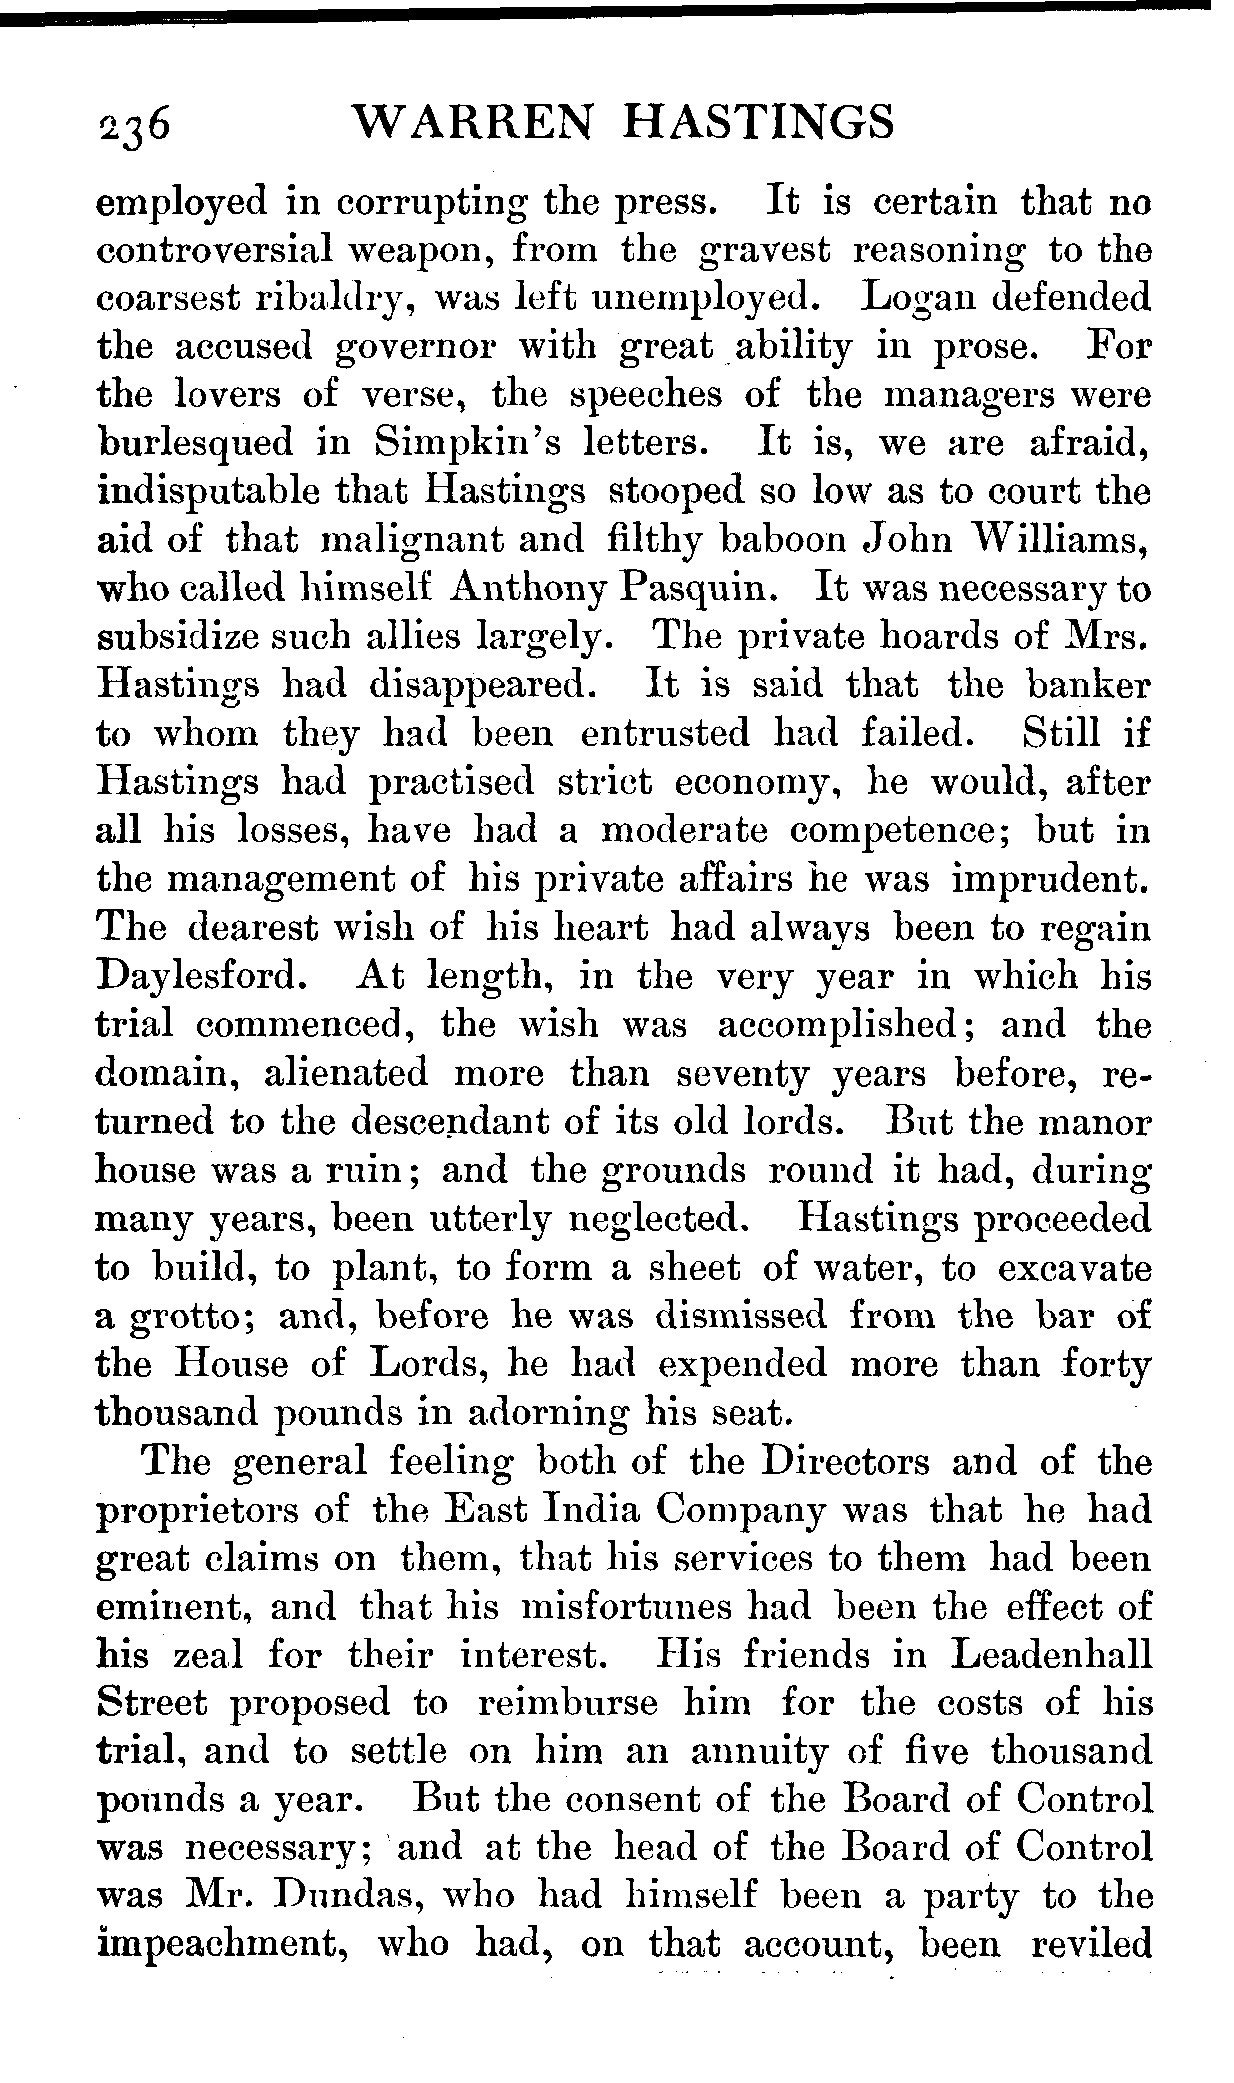 236 WARREN HASTINGS
employed in corrupting the press. It is certain that no
controversial weapon, from the gravest reasoning to the
coarsest ribaldry, was left unemployed. Logan defended
the accused governor with great ability in prose. For
the lovers of verse, the speeches of the managers were
burlesqued in Simpkin's letters. It is, we are afraid,
indisputable that Hastings stooped so low as to court the
aid of that malignant and filthy baboon John Williams,
who called himself Anthony Pasquin. It was necessary to
subsidize such allies largely. The private hoards of Mrs.
Hastings had disappeared. It is said that the banker
to whom they had been entrusted had failed. Still if
Hastings had practised strict economy, he would, after
all his losses, have had a moderate competence; but in
the management of his private affairs he was imprudent.
The dearest wish of his heart had always been to regain
Daylesford. At length, in the very year in which his
trial commenced, the wish was accomplished; and the
domain, alienated more than seventy years before, re-
turned to the descendant of its old lords. But the manor
house was a ruin; and the grounds round it had, during
many years, been utterly neglected. Hastings proceeded
to build, to plant, to form a sheet of water, to excavate
a grotto; and, before he was dismissed from the bar of
the House of Lords, he had expended more than forty
thousand pounds in adorning his seat.
The general feeling both of the Directors and of the
proprietors of the East India Company was that he had
great claims on them, that his services to them had been
eminent, and that his misfortunes had been the effect of
his zeal for their interest. His friends in Leadenhall
Street proposed to reimburse him for the costs of his
trial, and to settle on him an annuity of five thousand
pounds a year. But the consent of the Board of Control
was necessary; and at the head of the Board of Control
was Mr. Dundas, who had himself been a party to the
impeachment, who had, on that account, been reviled